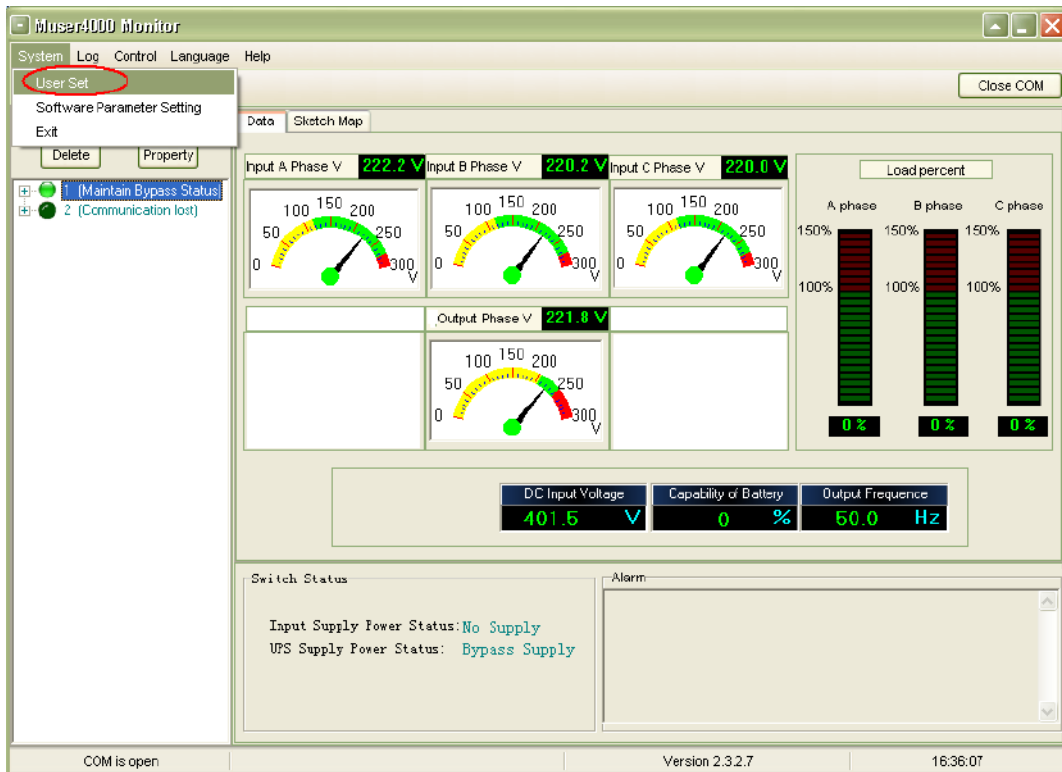 Muser4000 Monitor
System Log Control Language Help
User Set
Software Parameter Setting
Exit
Close COM
Delete Property
Data Sketch Map
1 (Maintain Bypass Status
2 (Communication lost)
Input A Phase V 222.2 V Input B Phase V 220.2 V Input C Phase V 220.0 V
0 50 100 150 200 250 300 V
0 50 100 150 200 250 300 V
0 50 100 150 200 250 300 V
Output Phase V 221.8 V
0 50 100 150 200 250 300 V
Load percent
A phase B phase C phase
150% 150% 150%
100% 100% 100%
0 % 0 % 0 %
DC Input Voltage Capability of Battery Output Frequence
401.5 V 0 % 50.0 Hz
Switch Status
Input Supply Power Status: No Supply
UPS Supply Power Status: Bypass Supply
Alarm
COM is open Version 2.3.2.7 16:36:07